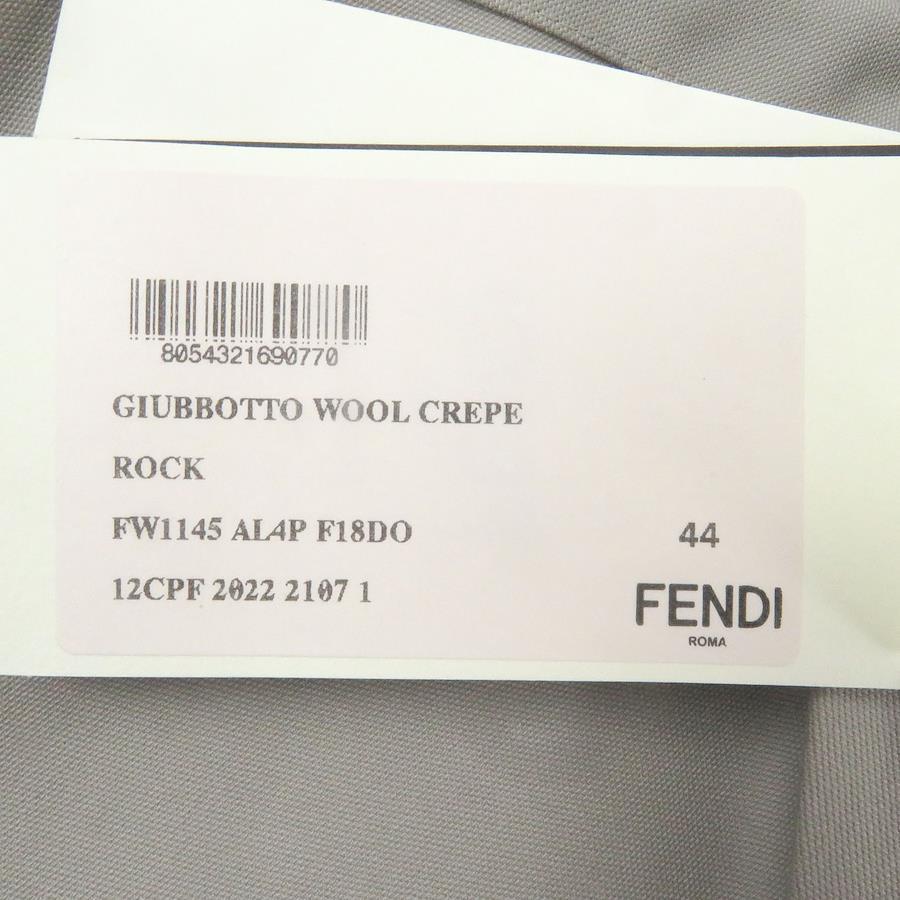 8054321690770
GIUBBOTTO WOOL CREPE
ROCK
FW1145 AL4P F18DO
12CPF 2022 2107 1
44
FENDI
ROMA